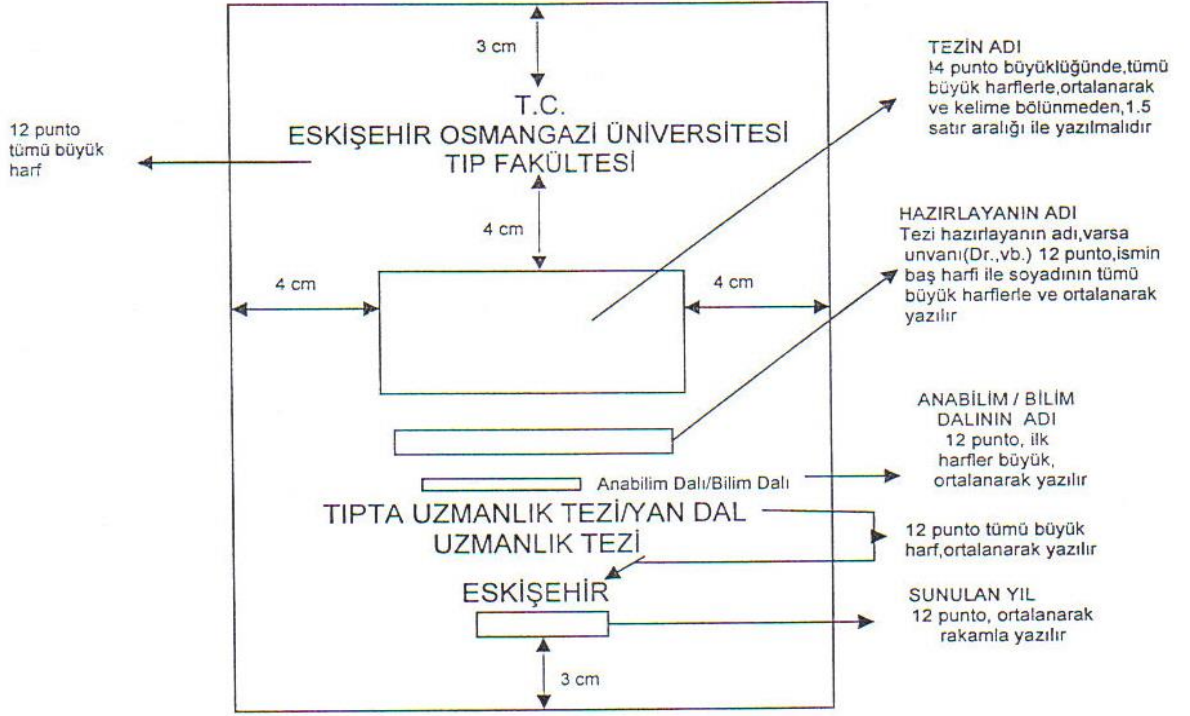 3 cm
T.C.
ESKİŞEHİR OSMANGAZİ ÜNİVERSİTESİ
TIP FAKÜLTESİ
12 punto
tümü büyük
harf
4 cm
4 cm
4 cm
TEZİN ADI
14 punto büyüklüğünde,tümü
büyük harflerle,ortalanarak
ve kelime bölünmeden,1.5
satır aralığı ile yazılmalıdır
HAZIRLAYANIN ADI
Tezi hazırlayanın adı,varsa
unvanı(Dr.,vb.) 12 punto,ismin
baş harfi ile soyadının tümü
büyük harflerle ve ortalanarak
yazılır
Anabilim Dalı/Bilim Dalı
ANABİLİM / BİLİM
DALININ ADI
12 punto, ilk
harfler büyük,
ortalanarak yazılır
TIPTA UZMANLIK TEZİ/YAN DAL
UZMANLIK TEZİ
12 punto tümü büyük
harf,ortalanarak yazılır
ESKİŞEHİR
SUNULAN YIL
12 punto, ortalanarak
rakamla yazılır
3 cm